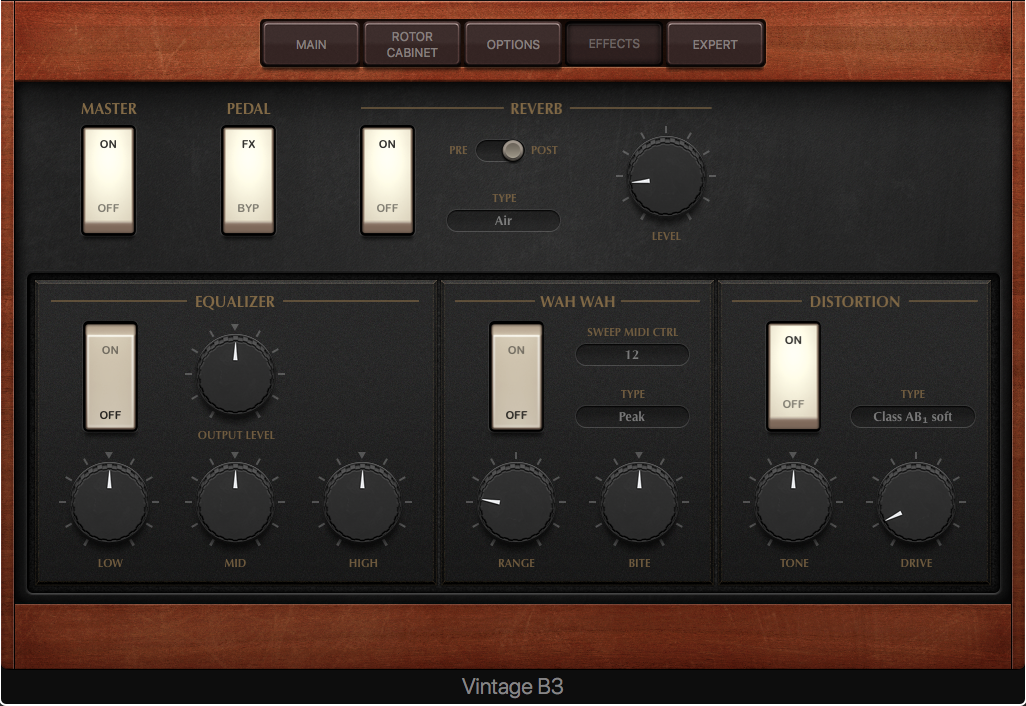 MAIN
ROTOR
CABINET
OPTIONS
EFFECTS
EXPERT
MASTER
ON
OFF
PEDAL
FX
BYP
REVERB
ON
OFF
PRE
POST
TYPE
Air
LEVEL
EQUALIZER
ON
OFF
OUTPUT LEVEL
LOW
MID
HIGH
WAH WAH
ON
OFF
SWEEP MIDI CTRL
12
TYPE
Peak
RANGE
BITE
DISTORTION
ON
OFF
TYPE
Class AB₁ soft
TONE
DRIVE
Vintage B3